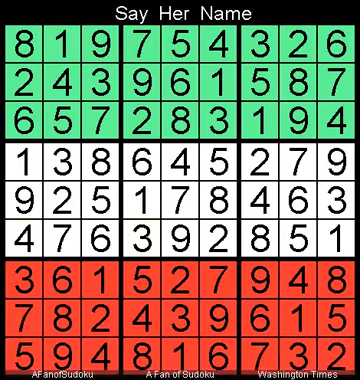 Say Her Name
8 1 9 7 5 4 3 2 6
2 4 3 9 6 1 5 8 7
6 5 7 2 8 3 1 9 4
1 3 8 6 4 5 2 7 9
9 2 5 1 7 8 4 6 3
4 7 6 3 9 2 8 5 1
3 6 1 5 2 7 9 4 8
7 8 2 4 3 9 6 1 5
5 9 4 8 1 6 7 3 2
AFanofSudoku A Fan of Sudoku Washington Times